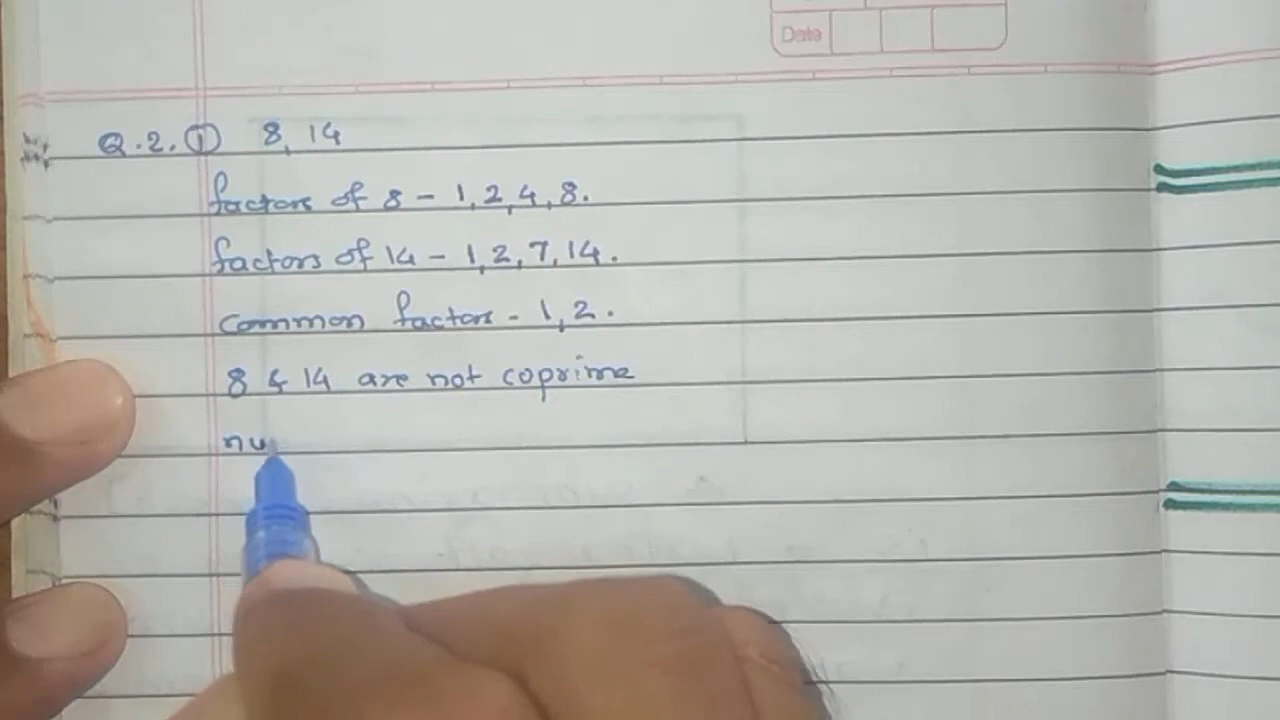 Date
Q.2. ① 8, 14
factors of 8 - 1, 2, 4, 8.
factors of 14 - 1, 2, 7, 14.
common factors - 1, 2.
8 & 14 are not coprime
nu